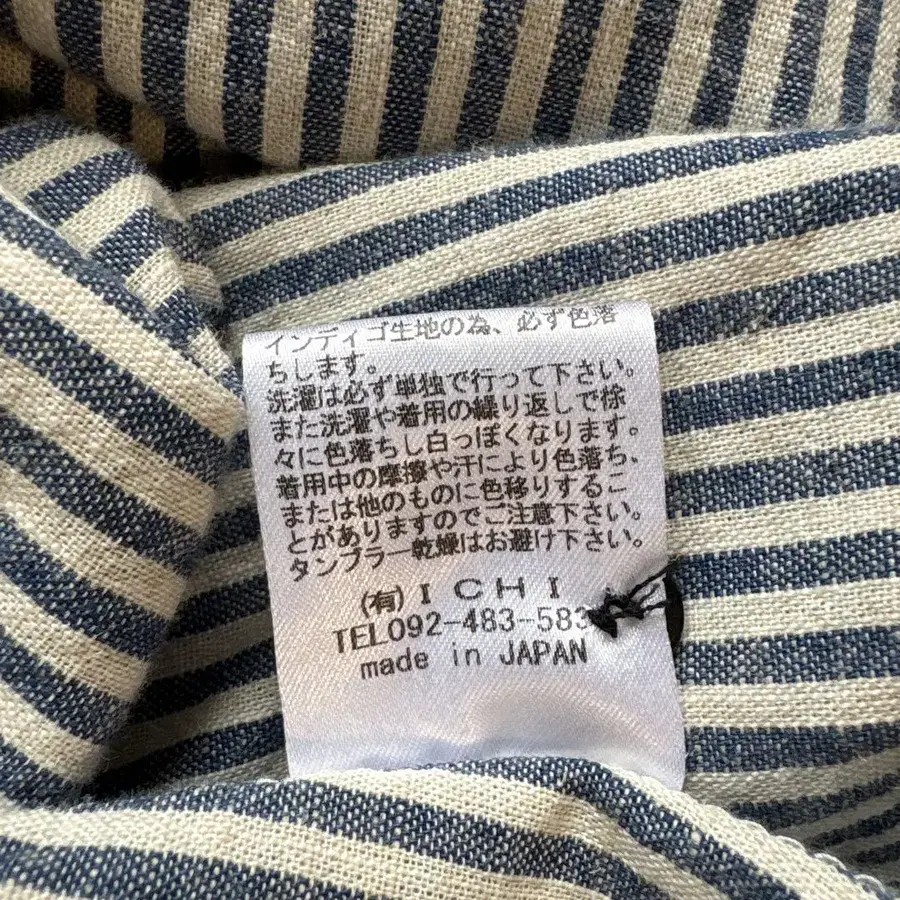 インディゴ生地の為、必ず色落
ちします。
洗濯は必ず単独で行って下さい。
また洗濯や着用の繰り返しで徐
々に色落ちし白っぽくなります。
着用中の摩擦や汗により色落ち、
または他のものに色移りするこ
とがありますのでご注意下さい。
タンブラー乾燥はお避け下さい。
(有)ICHI
TEL092-483-583
made in JAPAN